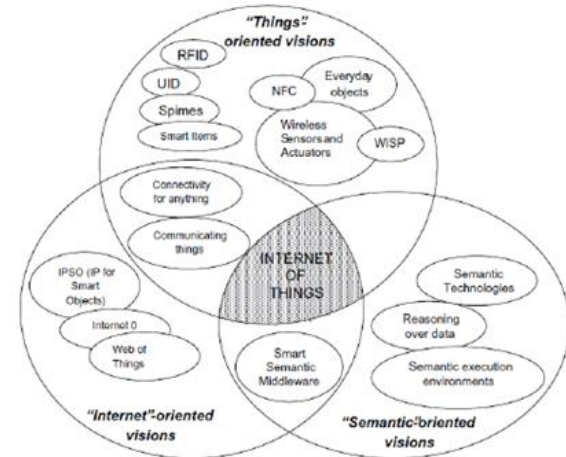 “Things”-
oriented visions
RFID
UID
Spimes
Smart Items
NFC
Everyday
objects
Wireless
Sensors and
Actuators
WISP
Connectivity
for anything
Communicating
things
INTERNET
OF
THINGS
IPSO (IP for
Smart
Objects)
Internet 0
Web of
Things
Smart
Semantic
Middleware
Semantic
Technologies
Reasoning
over data
Semantic execution
environments
“Internet”-oriented
visions
“Semantic”-oriented
visions